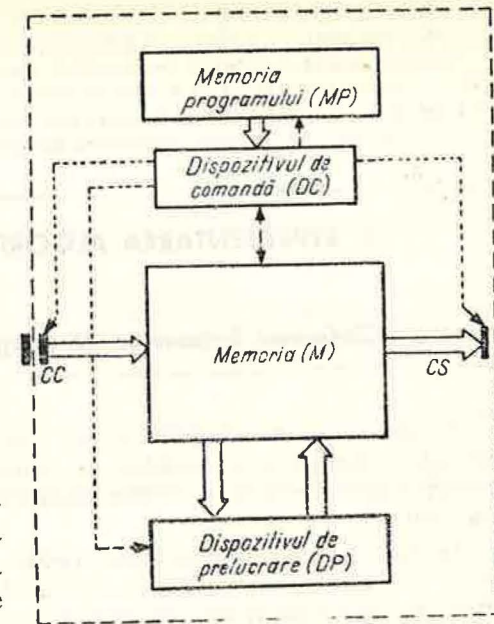 Memoria
programului (MP)
Dispozitivul de
comandă (DC)
Memoria (M)
CC
CS
Dispozitivul de
prelucrare (DP)